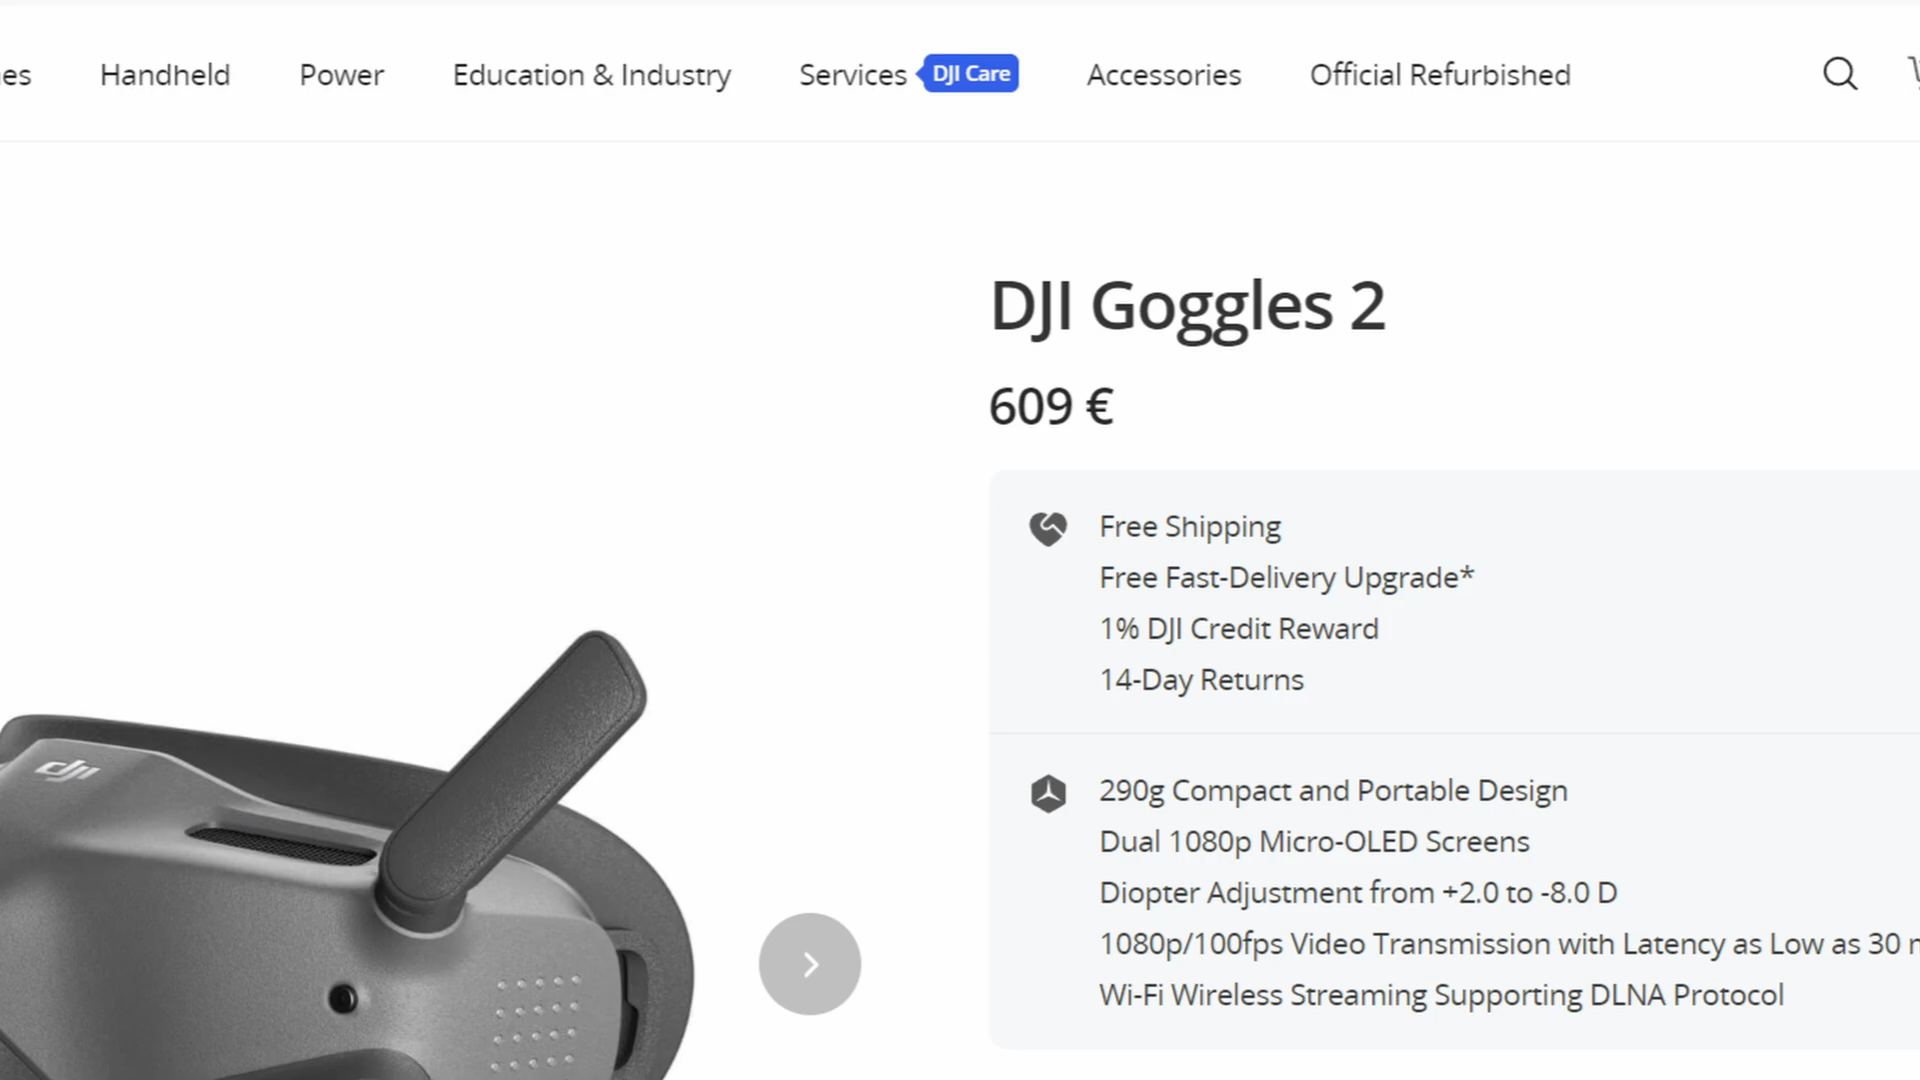 Handheld
Power
Education & Industry
Services
DJI Care
Accessories
Official Refurbished
DJI Goggles 2
609 €
Free Shipping
Free Fast-Delivery Upgrade*
1% DJI Credit Reward
14-Day Returns
290g Compact and Portable Design
Dual 1080p Micro-OLED Screens
Diopter Adjustment from +2.0 to -8.0 D
1080p/100fps Video Transmission with Latency as Low as 30
Wi-Fi Wireless Streaming Supporting DLNA Protocol
dji